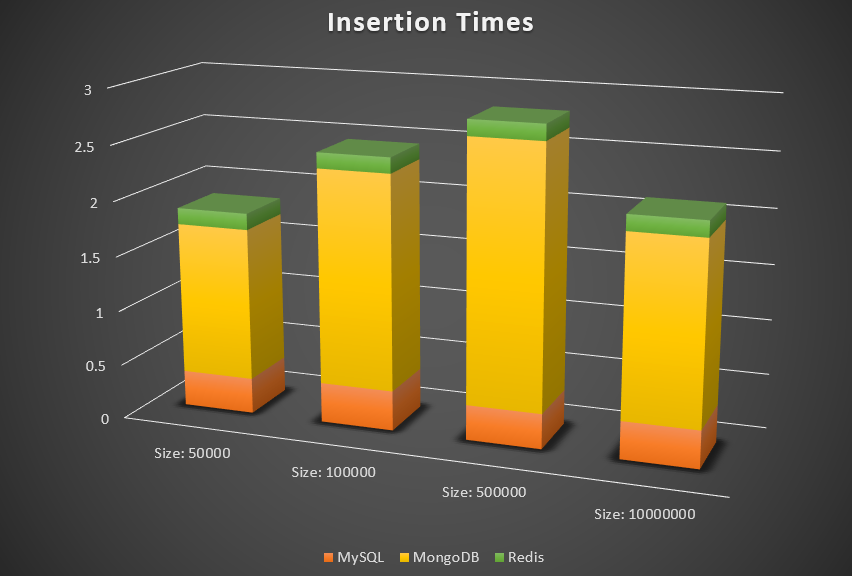 Insertion Times
3
2.5
2
1.5
1
0.5
0
Size: 50000
Size: 100000
Size: 500000
Size: 10000000
MySQL MongoDB Redis